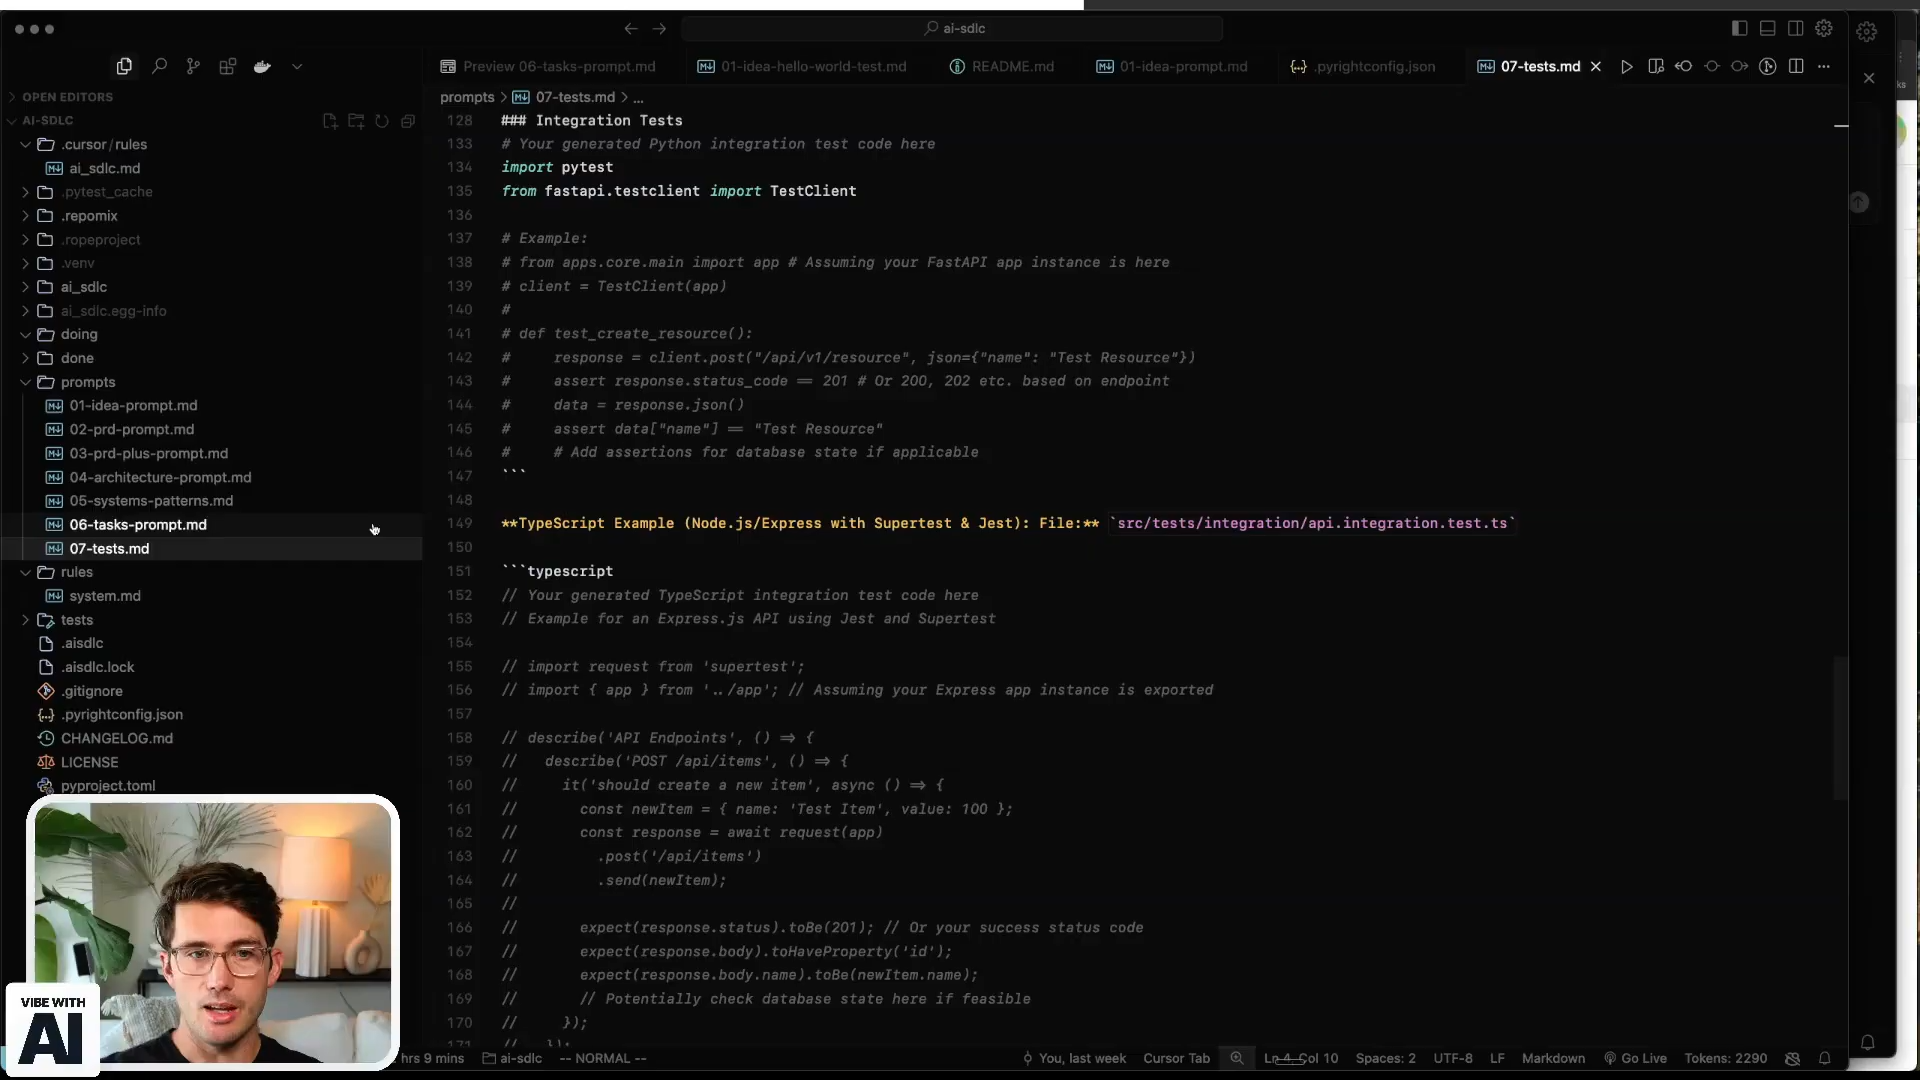 ai-sdlc
Preview 06-tasks-prompt.md
01-idea-hello-world-test.md
README.md
01-idea-prompt.md
.pyrightconfig.json
07-tests.md
OPEN EDITORS
AI-SDLC
.cursor/rules
ai_sdlc.md
.pytest_cache
.repomix
.ropeproject
.venv
ai_sdlc
ai_sdlc.egg-info
doing
done
prompts
01-idea-prompt.md
02-prd-prompt.md
03-prd-plus-prompt.md
04-architecture-prompt.md
05-systems-patterns.md
06-tasks-prompt.md
07-tests.md
rules
system.md
tests
.aisdlc
.aisdlc.lock
.gitignore
.pyrightconfig.json
CHANGELOG.md
LICENSE
pyproject.toml
prompts > 07-tests.md > ...
128 ### Integration Tests
133 # Your generated Python integration test code here
134 import pytest
135 from fastapi.testclient import TestClient
136
137 # Example:
138 # from apps.core.main import app # Assuming your FastAPI app instance is here
139 # client = TestClient(app)
140 #
141 # def test_create_resource():
142 #     response = client.post("/api/v1/resource", json={"name": "Test Resource"})
143 #     assert response.status_code == 201 # Or 200, 202 etc. based on endpoint
144 #     data = response.json()
145 #     assert data["name"] == "Test Resource"
146 #     # Add assertions for database state if applicable
147 ```
148
149 **TypeScript Example (Node.js/Express with Supertest & Jest): File:** `src/tests/integration/api.integration.test.ts`
150
151 ```typescript
152 // Your generated TypeScript integration test code here
153 // Example for an Express.js API using Jest and Supertest
154
155 // import request from 'supertest';
156 // import { app } from '../app'; // Assuming your Express app instance is exported
157
158 // describe('API Endpoints', () => {
159 //   describe('POST /api/items', () => {
160 //     it('should create a new item', async () => {
161 //       const newItem = { name: 'Test Item', value: 100 };
162 //       const response = await request(app)
163 //         .post('/api/items')
164 //         .send(newItem);
165 //
166 //       expect(response.status).toBe(201); // Or your success status code
167 //       expect(response.body).toHaveProperty('id');
168 //       expect(response.body.name).toBe(newItem.name);
169 //       // Potentially check database state here if feasible
170 //     });
171 //   });
VIBE WITH
AI
hrs 9 mins
ai-sdlc
-- NORMAL --
You, last week
Cursor Tab
Ln 4, Col 10
Spaces: 2
UTF-8
LF
Markdown
Go Live
Tokens: 2290